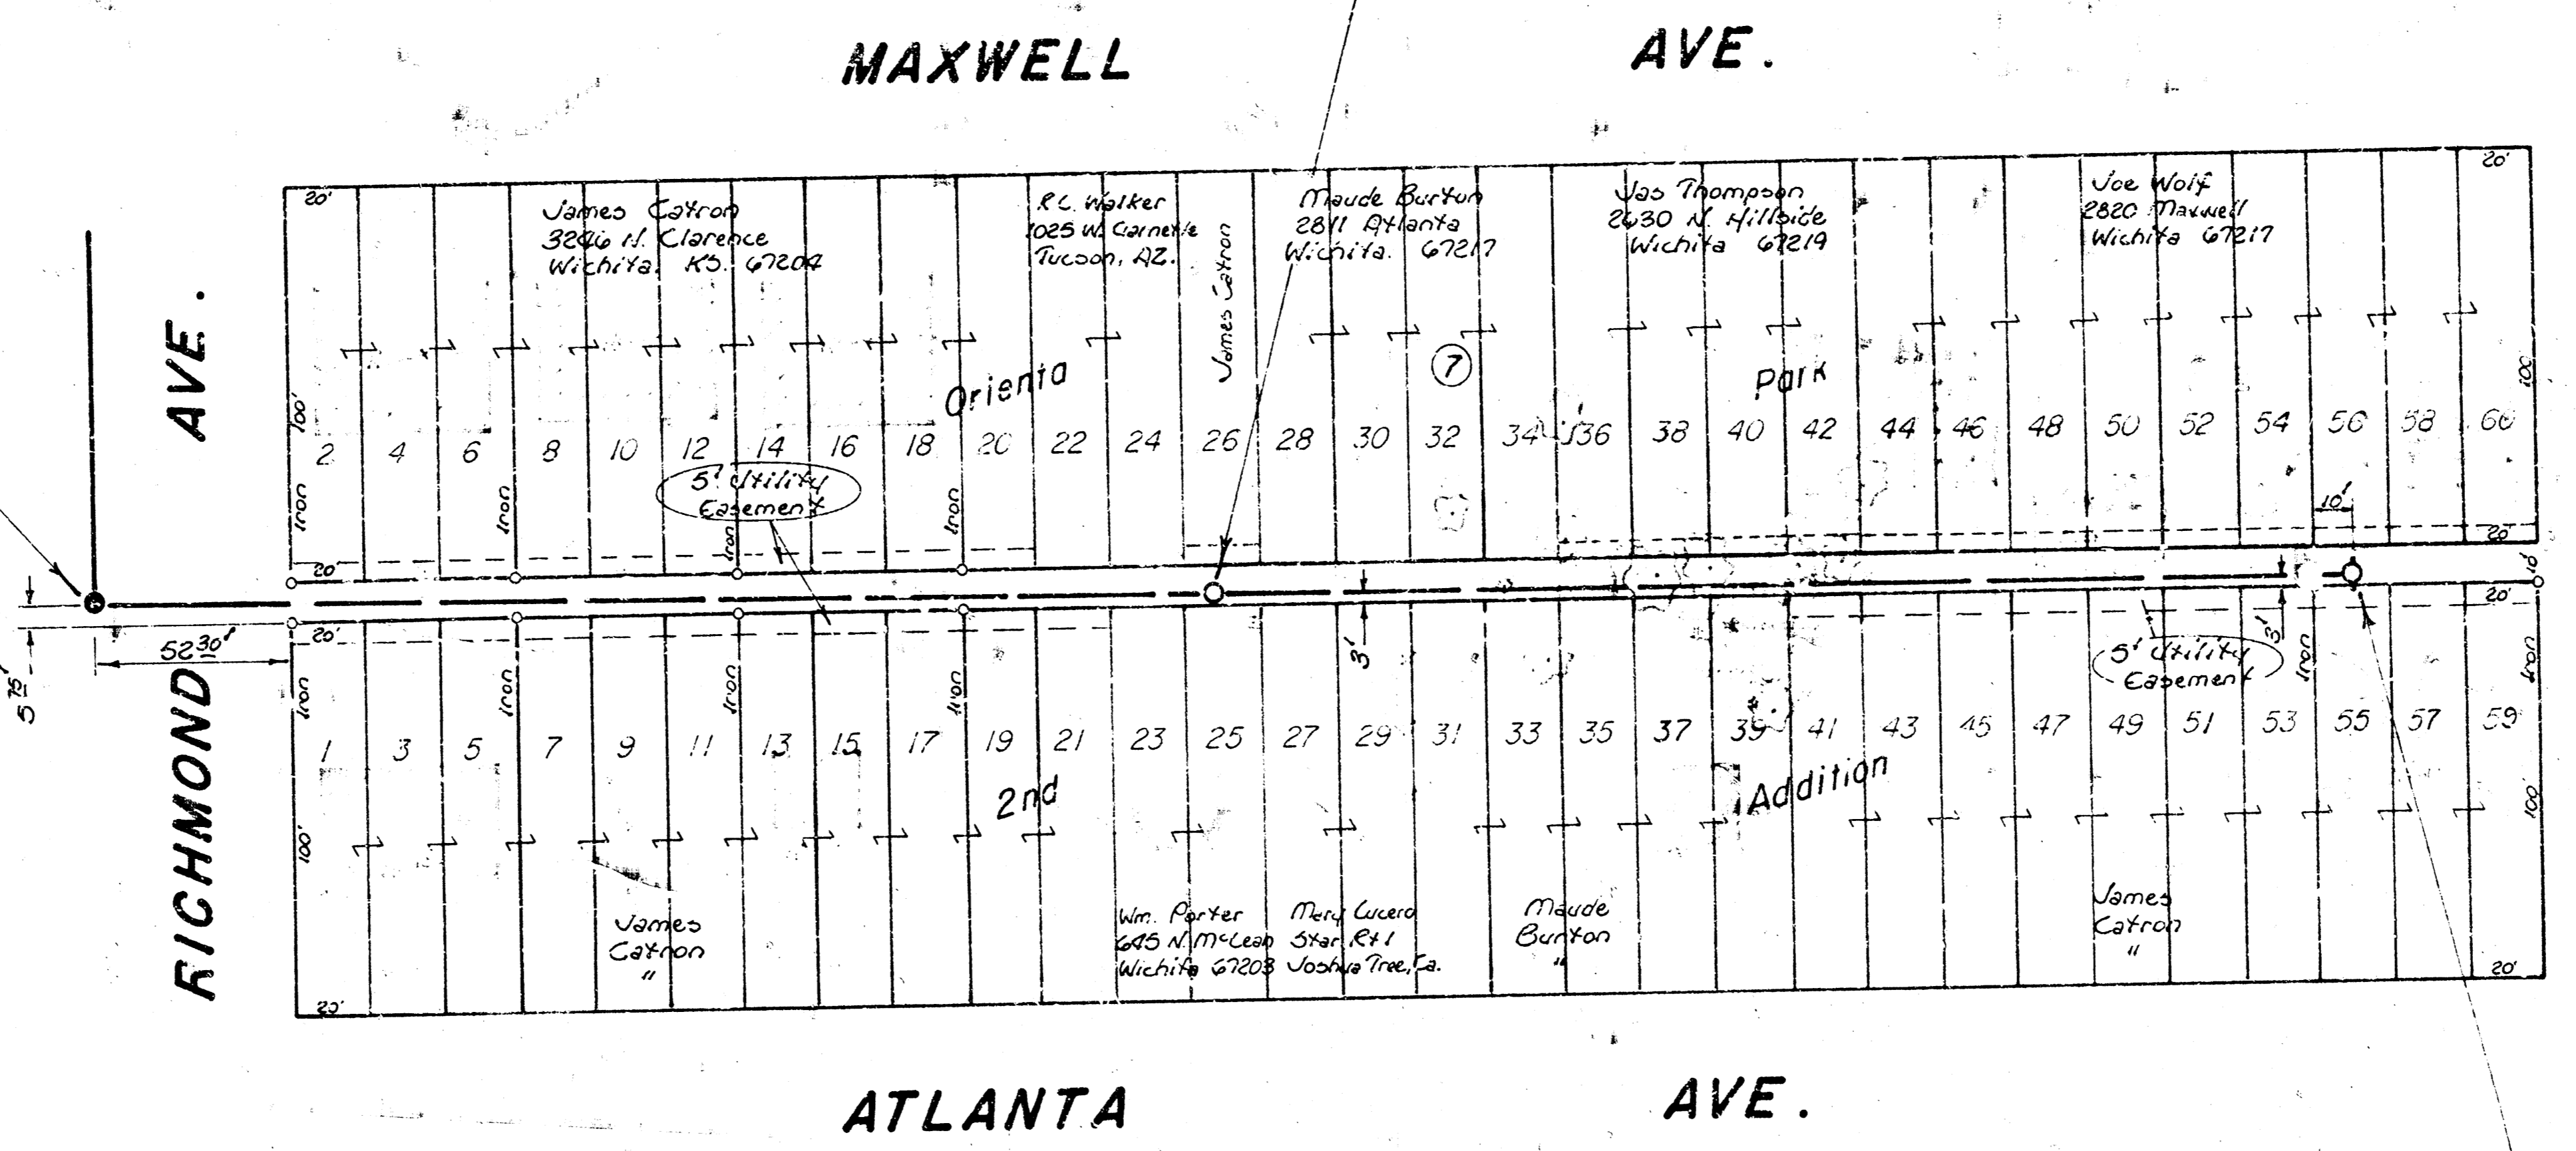 MAXWELL AVE.
20'
James Catron
3246 N. Clarence
Wichita. KS. 67204
R.C. Walker
1025 W.
Tucson, AZ.
James Catron
Maude Burton
2811 Atlanta
Wichita. 67217
Jas Thompson
2630 N. Hillside
Wichita 67219
Joe Wolf
2820 Maxwell
Wichita 67217
20'
AVE.
RICHMOND
100'
Orienta
7
Park
100'
2 4 6 8 10 12 14 16 18 20 22 24 26 28 30 32 34 36 38 40 42 44 46 48 50 52 54 56 58 60
5' Utility
Easement
Iron
Iron
Iron
Iron
10'
20'
20'
10'
52 30'
5 75'
20'
20'
3'
3'
5' Utility
Easement
Iron
Iron
Iron
Iron
Iron
Iron
1 3 5 7 9 11 13 15 17 19 21 23 25 27 29 31 33 35 37 39 41 43 45 47 49 51 53 55 57 59
100'
2nd
Addition
100'
James
Catron
"
Wm. Porter
645 N. McLean
Wichita 67203
Mary Lucero
Star Rt 1
Joshua Tree, Ca.
Maude
Burton
"
James
Catron
"
20'
20'
ATLANTA AVE.